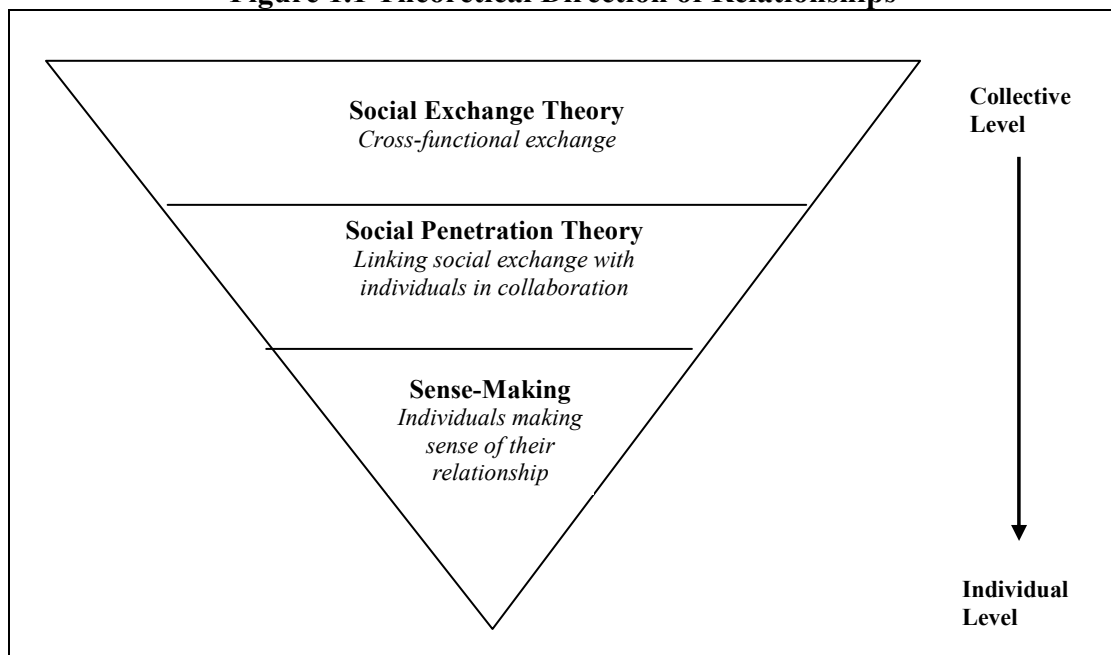 Figure 1.1 Theoretical Direction of Relationships
Social Exchange Theory
Cross-functional exchange
Social Penetration Theory
Linking social exchange with
individuals in collaboration
Sense-Making
Individuals making
sense of their
relationship
Collective
Level
Individual
Level